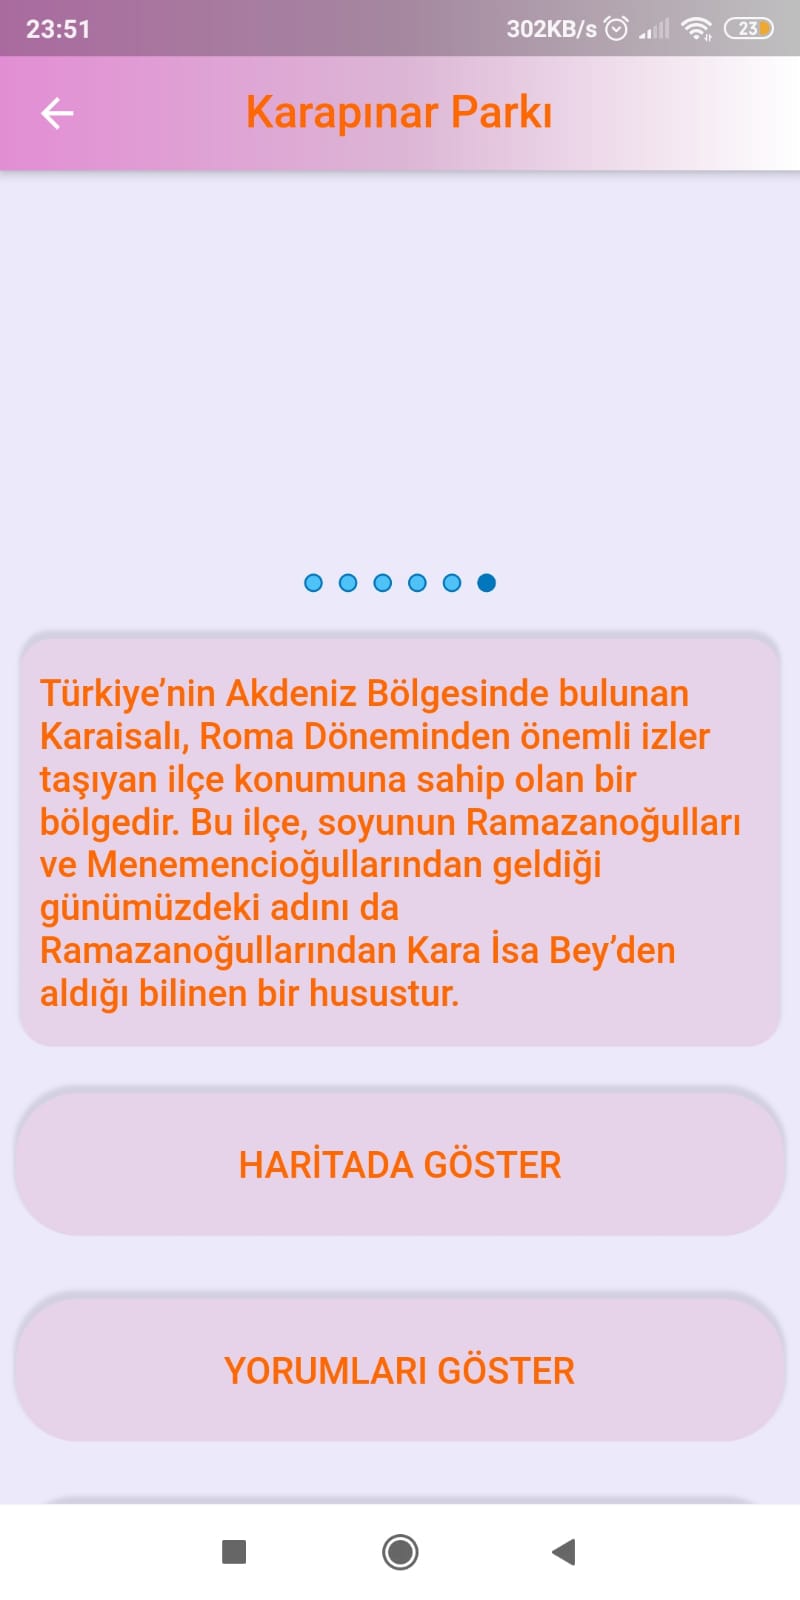 23:51
302KB/s
23
Karapınar Parkı
Türkiye’nin Akdeniz Bölgesinde bulunan
Karaisalı, Roma Döneminden önemli izler
taşıyan ilçe konumuna sahip olan bir
bölgedir. Bu ilçe, soyunun Ramazanoğulları
ve Menemencioğullarından geldiği
günümüzdeki adını da
Ramazanoğullarından Kara İsa Bey’den
aldığı bilinen bir husustur.
HARİTADA GÖSTER
YORUMLARI GÖSTER